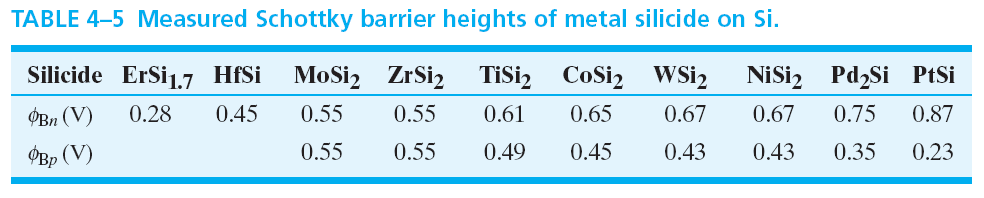 TABLE 4–5 Measured Schottky barrier heights of metal silicide on Si.
Silicide ErSi1.7 HfSi MoSi2 ZrSi2 TiSi2 CoSi2 WSi2 NiSi2 Pd2Si PtSi
ϕBn (V) 0.28 0.45 0.55 0.55 0.61 0.65 0.67 0.67 0.75 0.87
ϕBp (V) 0.55 0.55 0.49 0.45 0.43 0.43 0.35 0.23